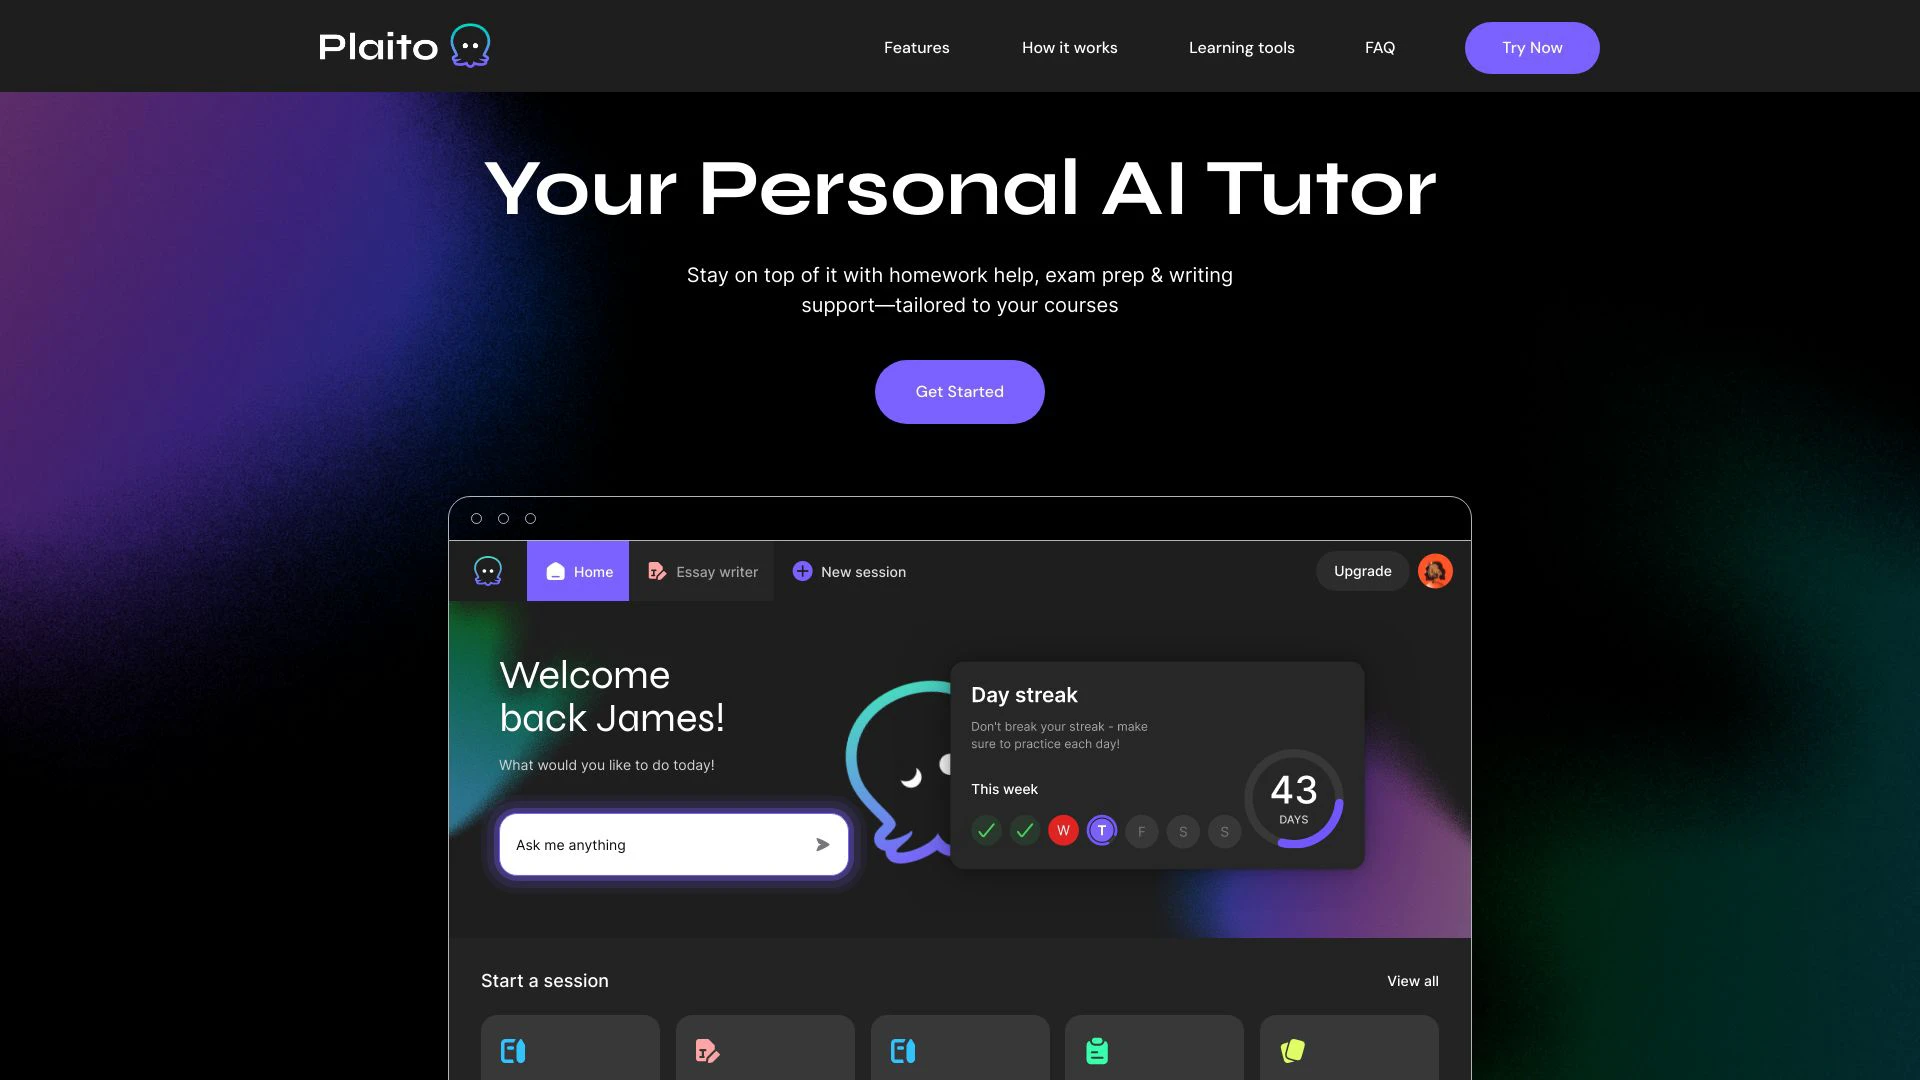 Plaito
Features
How it works
Learning tools
FAQ
Try Now
Your Personal AI Tutor
Stay on top of it with homework help, exam prep & writing
support—tailored to your courses
Get Started
Home
Essay writer
New session
Upgrade
Welcome
back James!
What would you like to do today!
Ask me anything
Day streak
Don't break your streak - make
sure to practice each day!
This week
W
T
F
S
S
43
DAYS
Start a session
View all